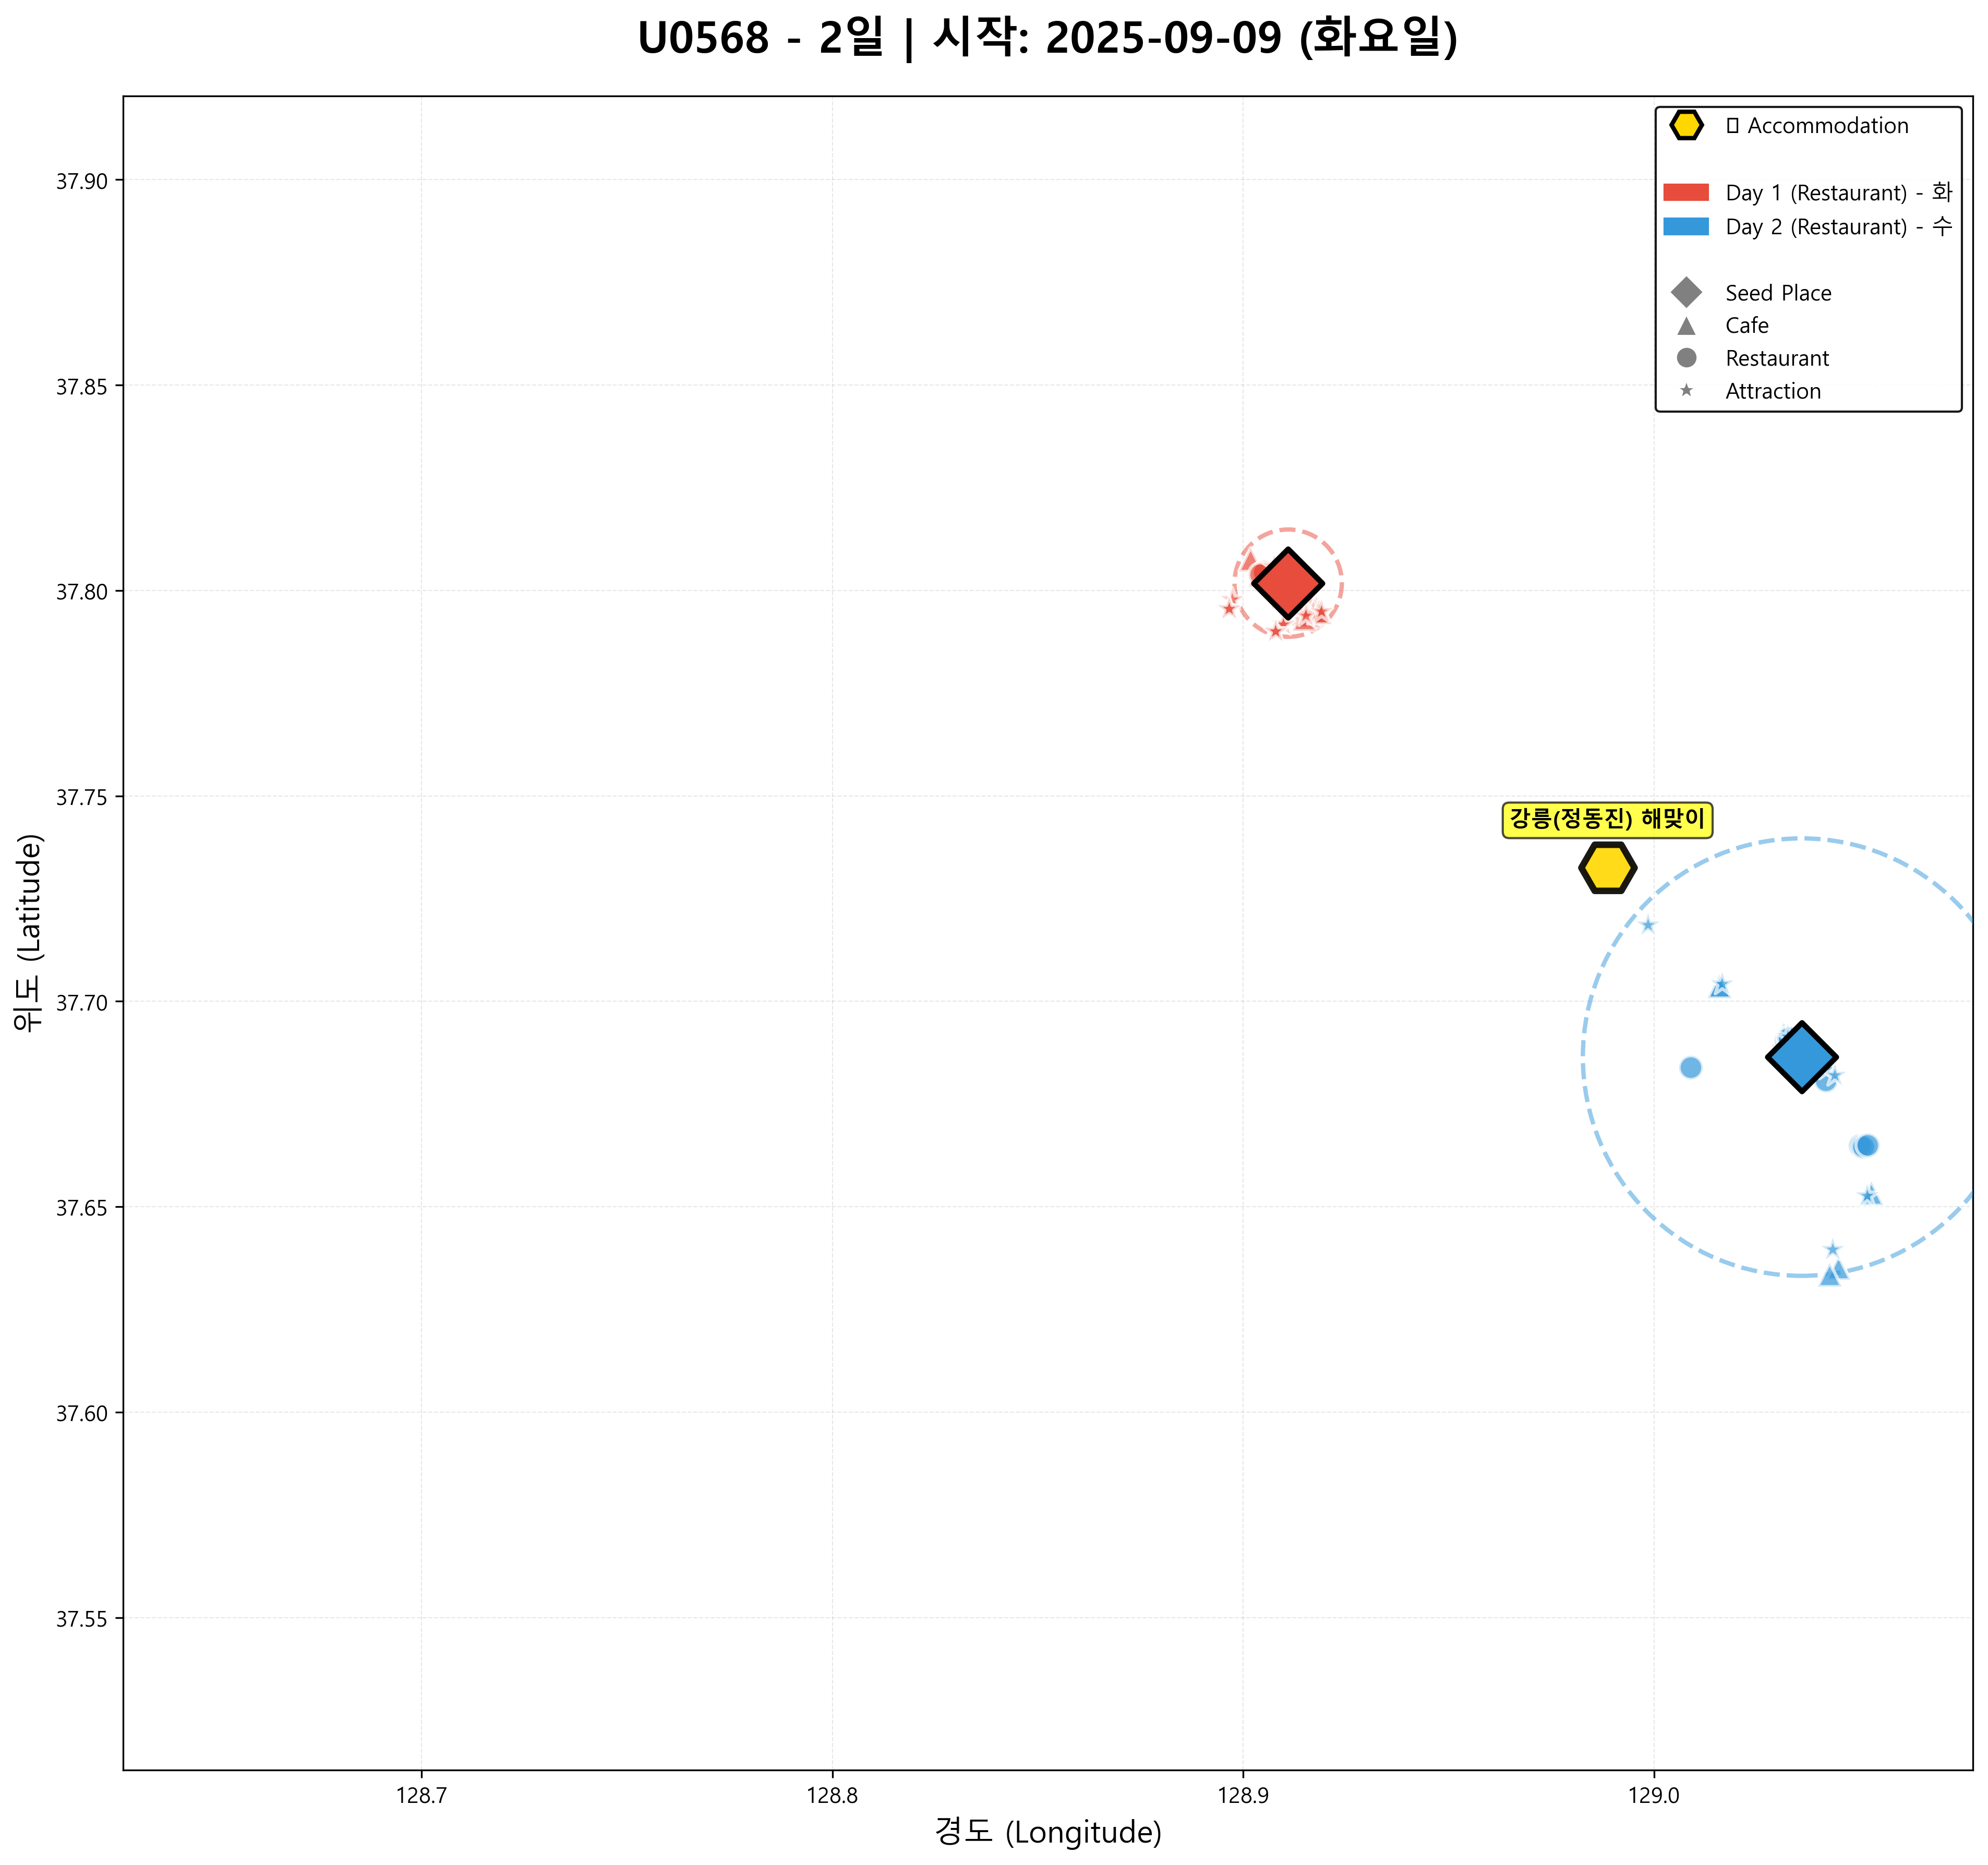 U0568 - 2일 | 시작: 2025-09-09 (화요일)
Accommodation
Day 1 (Restaurant) - 화
Day 2 (Restaurant) - 수
Seed Place
Cafe
Restaurant
Attraction
강릉(정동진) 해맞이
위도 (Latitude)
37.90
37.85
37.80
37.75
37.70
37.65
37.60
37.55
128.7
128.8
128.9
129.0
경도 (Longitude)